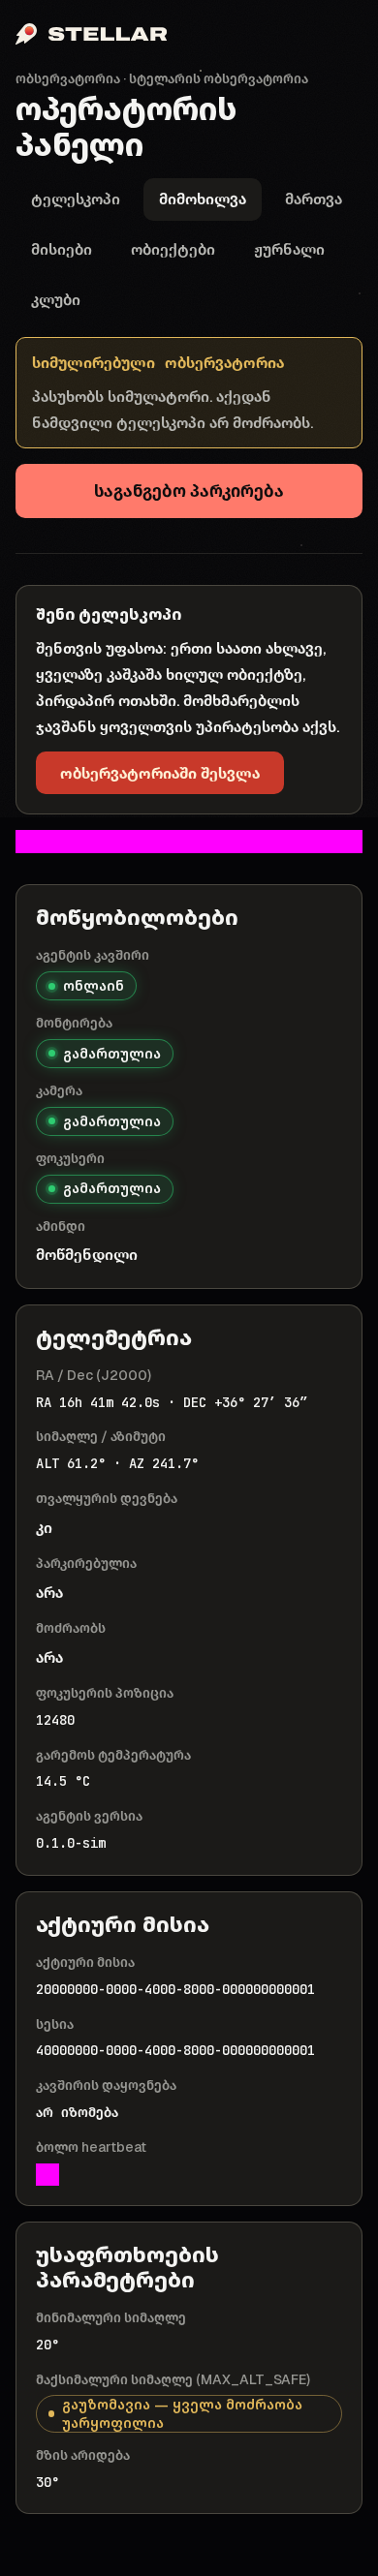 STELLAR
ობსერვატორია · სტელარის ობსერვატორია
ოპერატორის
პანელი
ტელესკოპი
მიმოხილვა
მართვა
მისიები
ობიექტები
ჟურნალი
კლუბი
სიმულირებული ობსერვატორია
პასუხობს სიმულატორი. აქედან
ნამდვილი ტელესკოპი არ მოძრაობს.
საგანგებო პარკირება
შენი ტელესკოპი
შენთვის უფასოა: ერთი საათი ახლავე,
ყველაზე კაშკაშა ხილულ ობიექტზე,
პირდაპირ ოთახში. მომხმარებლის
ჯავშანს ყოველთვის უპირატესობა აქვს.
ობსერვატორიაში შესვლა
მოწყობილობები
აგენტის კავშირი
ონლაინ
მონტირება
გამართულია
კამერა
გამართულია
ფოკუსერი
გამართულია
ამინდი
მოწმენდილი
ტელემეტრია
RA / Dec (J2000)
RA 16h 41m 42.0s · DEC +36° 27′ 36″
სიმაღლე / აზიმუტი
ALT 61.2° · AZ 241.7°
თვალყურის დევნება
კი
პარკირებულია
არა
მოძრაობს
არა
ფოკუსერის პოზიცია
12480
გარემოს ტემპერატურა
14.5 °C
აგენტის ვერსია
0.1.0-sim
აქტიური მისია
აქტიური მისია
20000000-0000-4000-8000-000000000001
სესია
40000000-0000-4000-8000-000000000001
კავშირის დაყოვნება
არ იზომება
ბოლო heartbeat
უსაფრთხოების
პარამეტრები
მინიმალური სიმაღლე
20°
მაქსიმალური სიმაღლე (MAX_ALT_SAFE)
გაუზომავია — ყველა მოძრაობა
უარყოფილია
მზის არიდება
30°